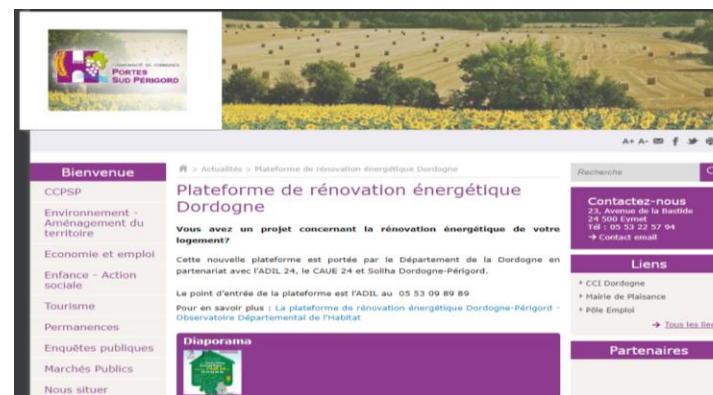 COMMUNAUTÉ DE COMMUNES
PORTES
SUD PÉRIGORD
A+ A-
Bienvenue
CCPSP
Environnement -
Aménagement du
territoire
Economie et emploi
Enfance - Action
sociale
Tourisme
Permanences
Enquêtes publiques
Marchés Publics
Nous situer
> Actualités > Plateforme de rénovation énergétique Dordogne
Plateforme de rénovation énergétique
Dordogne
Vous avez un projet concernant la rénovation énergétique de votre
logement?
Cette nouvelle plateforme est portée par le Département de la Dordogne en
partenariat avec l'ADIL 24, le CAUE 24 et Soliha Dordogne-Périgord.
Le point d'entrée de la plateforme est l'ADIL au 05 53 09 89 89
Pour en savoir plus : La plateforme de rénovation énergétique Dordogne-Périgord -
Observatoire Départemental de l'Habitat
Diaporama
Recherche
Contactez-nous
23, Avenue de la Bastide
24 500 Eymet
Tél : 05 53 22 57 94
→ Contact email
Liens
CCI Dordogne
Mairie de Plaisance
Pôle Emploi
→ Tous les
Partenaires